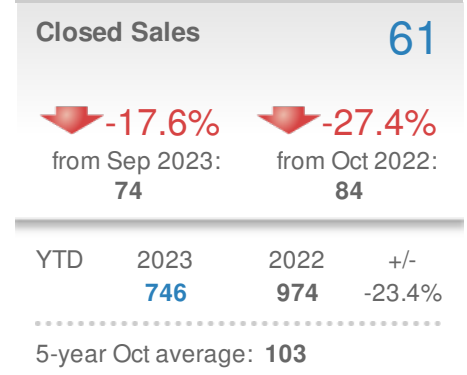 Closed Sales 61
-17.6% -27.4%
from Sep 2023: from Oct 2022:
74 84
YTD 2023 2022 +/-
746 974 -23.4%
5-year Oct average: 103